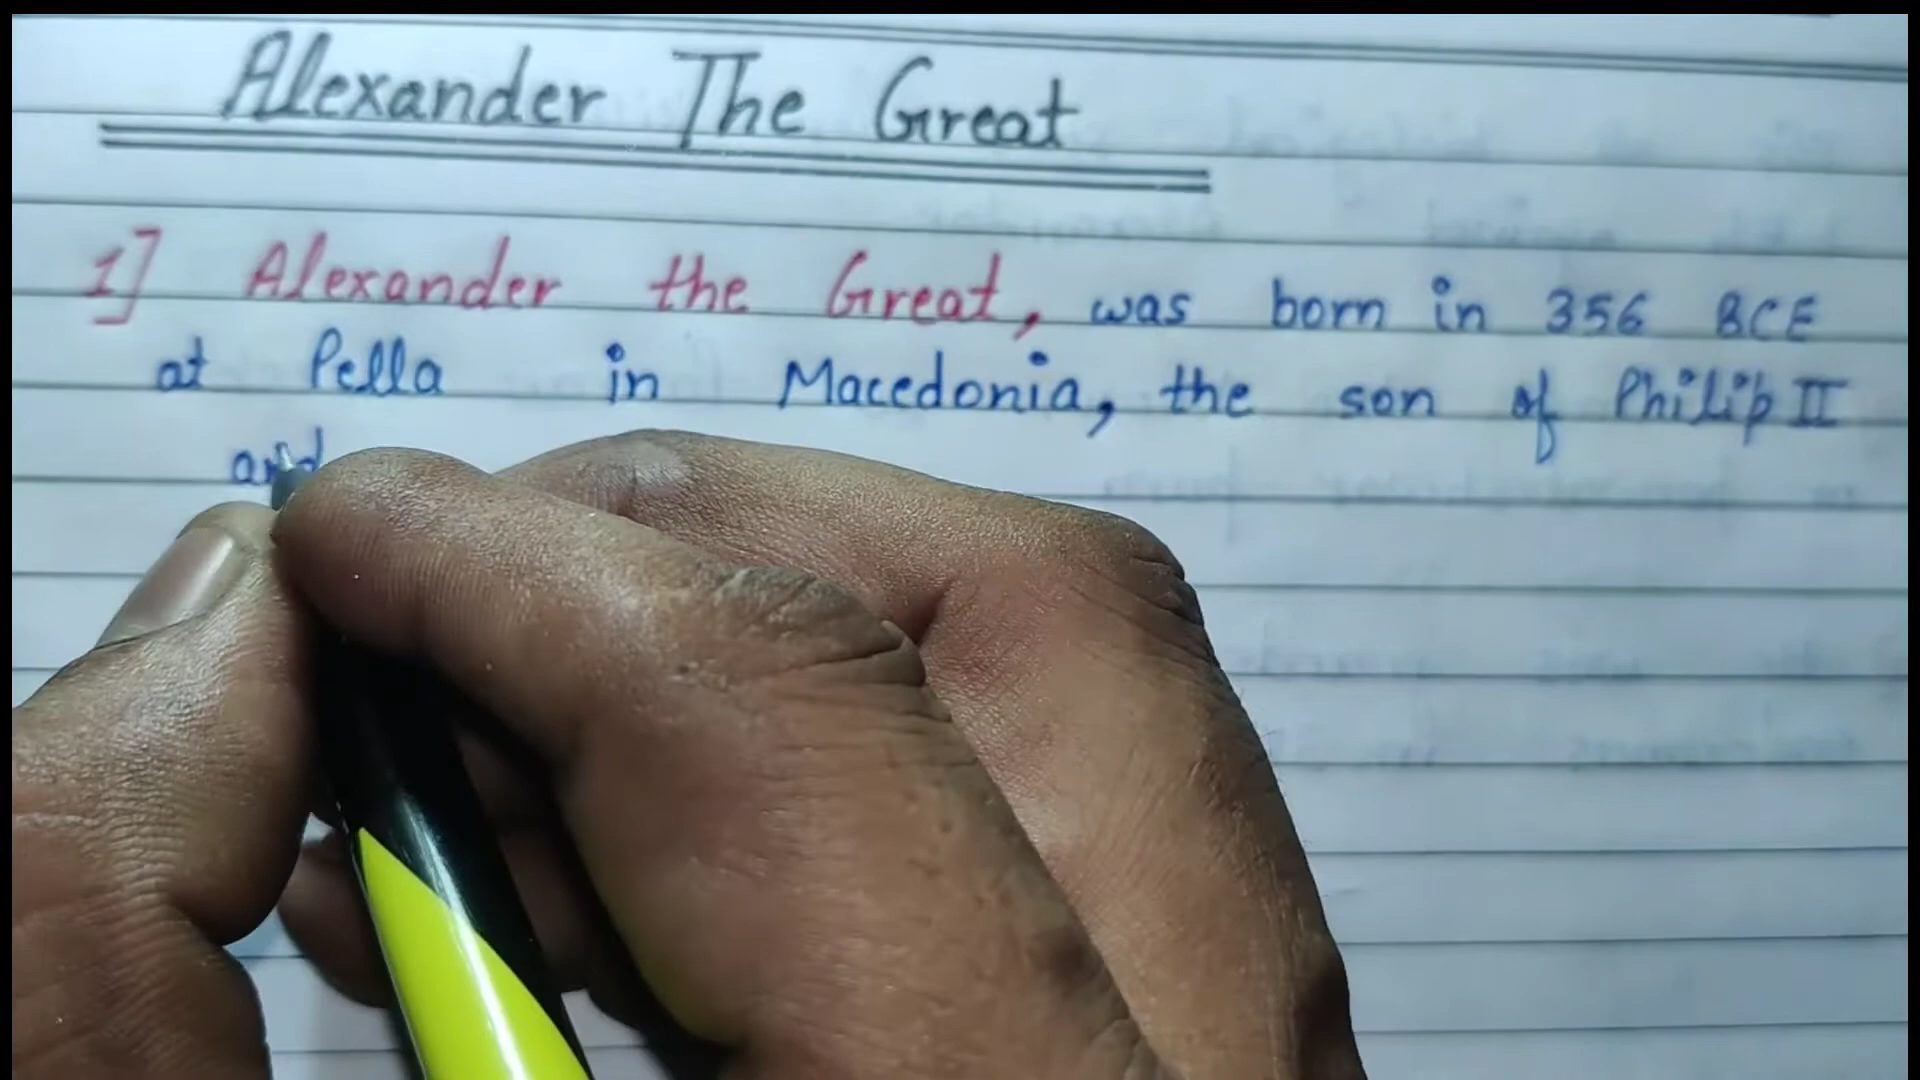 Alexander The Great
1] Alexander the Great, was born in 356 BCE
at Pella in Macedonia, the son of Philip II
and